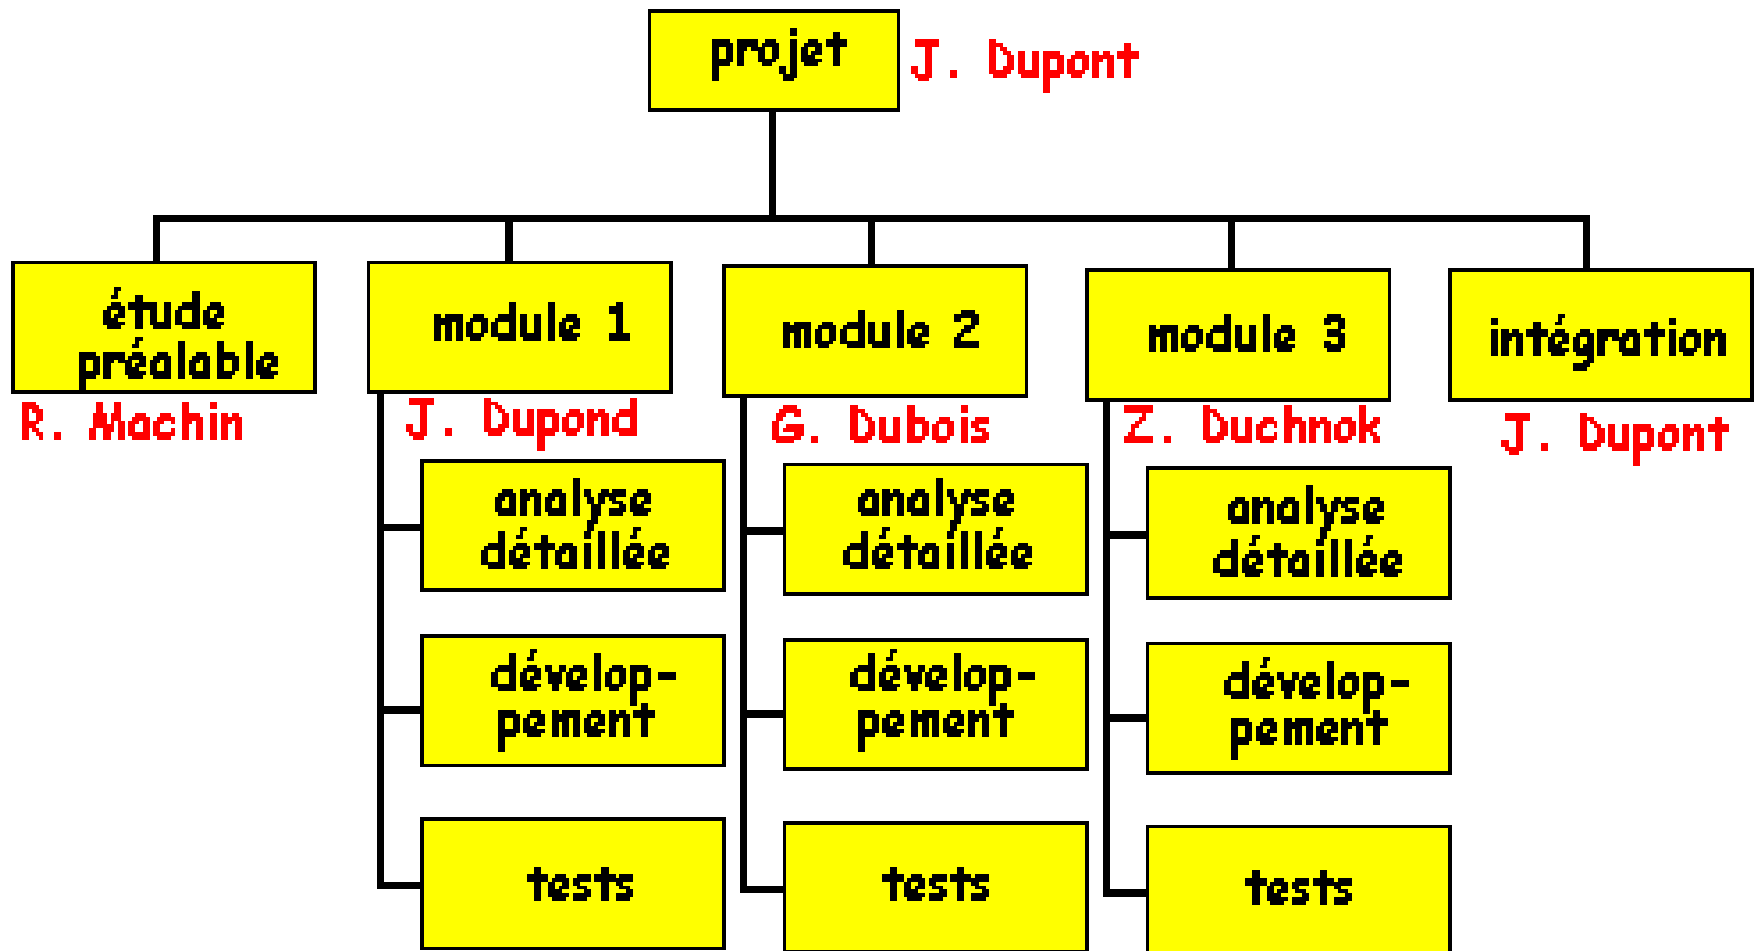 projet
J. Dupont
étude
préalable
R. Machin
module 1
J. Dupond
module 2
G. Dubois
module 3
Z. Duchnok
intégration
J. Dupont
analyse
détaillée
dévelop-
pement
tests
analyse
détaillée
dévelop-
pement
tests
analyse
détaillée
dévelop-
pement
tests